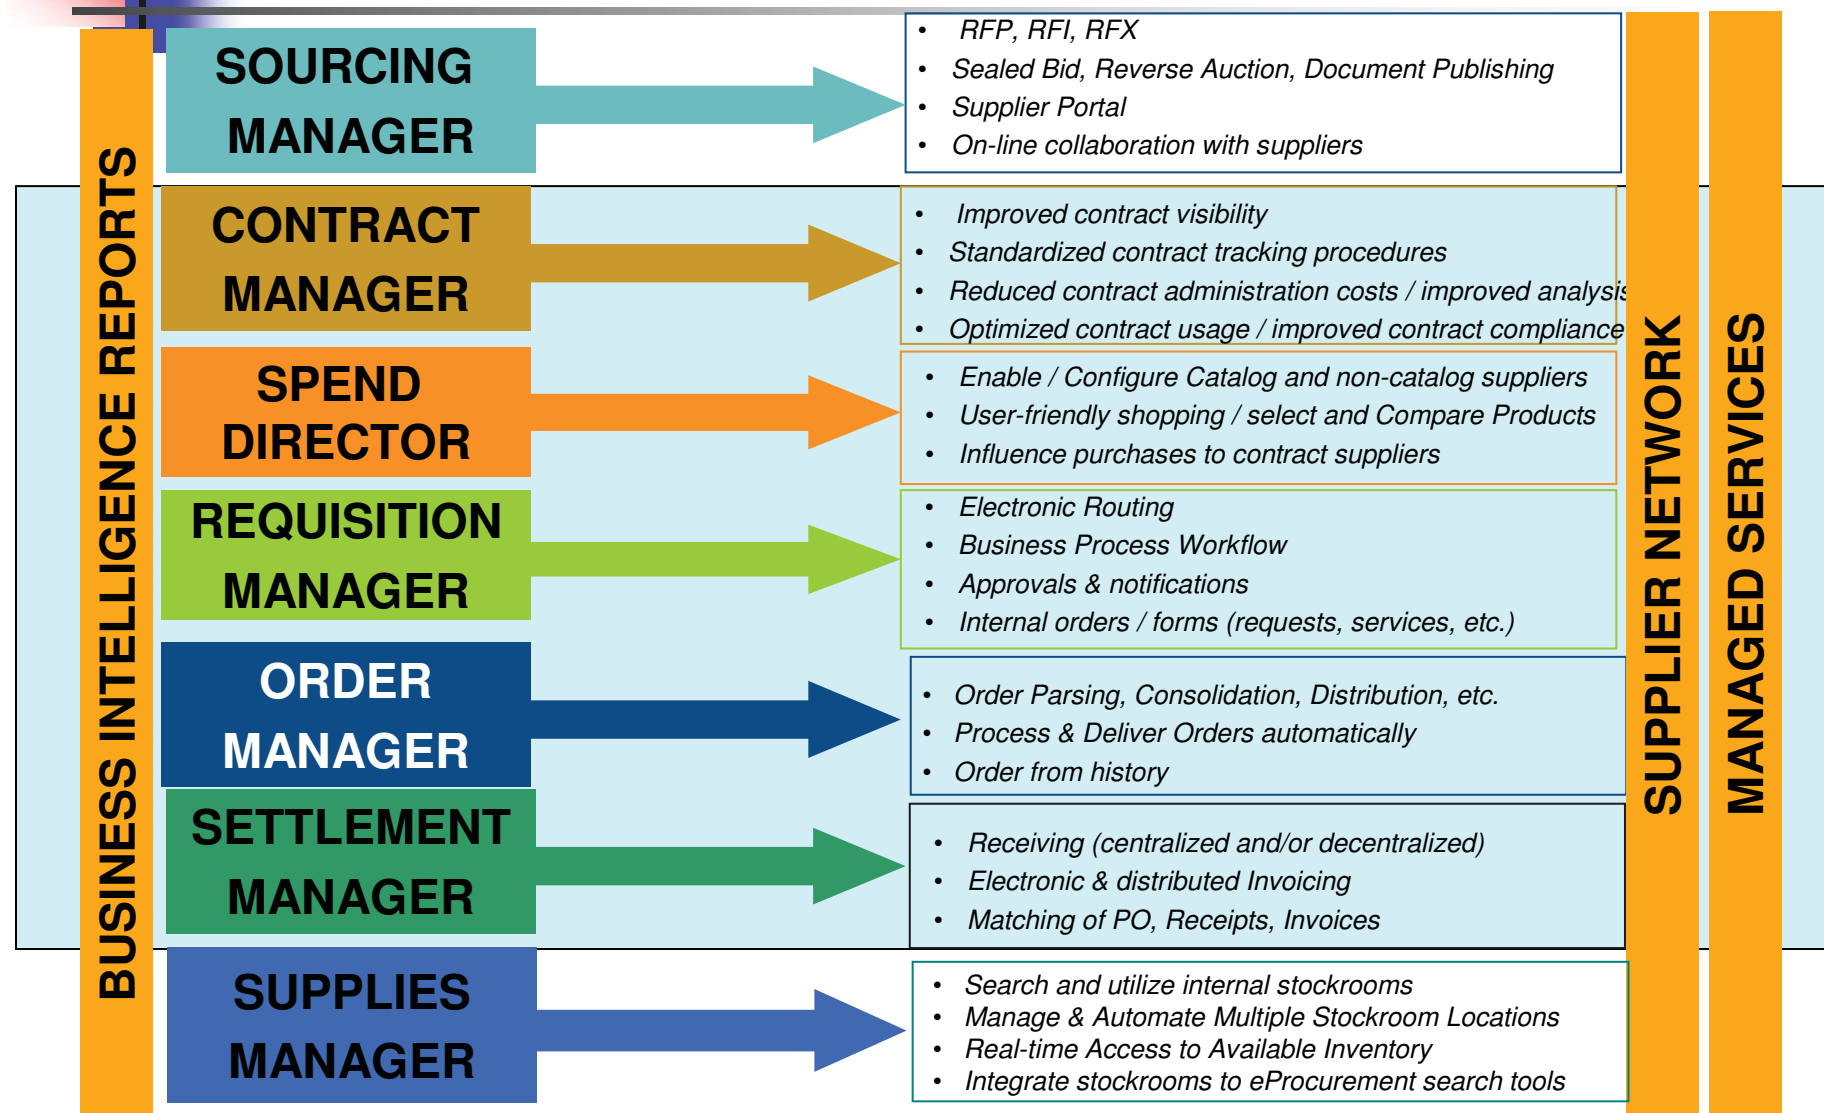 BUSINESS INTELLIGENCE REPORTS
SOURCING
MANAGER
• RFP, RFI, RFX
• Sealed Bid, Reverse Auction, Document Publishing
• Supplier Portal
• On-line collaboration with suppliers
CONTRACT
MANAGER
• Improved contract visibility
• Standardized contract tracking procedures
• Reduced contract administration costs / improved analysis
• Optimized contract usage / improved contract compliance
SPEND
DIRECTOR
• Enable / Configure Catalog and non-catalog suppliers
• User-friendly shopping / select and Compare Products
• Influence purchases to contract suppliers
REQUISITION
MANAGER
• Electronic Routing
• Business Process Workflow
• Approvals & notifications
• Internal orders / forms (requests, services, etc.)
ORDER
MANAGER
• Order Parsing, Consolidation, Distribution, etc.
• Process & Deliver Orders automatically
• Order from history
SETTLEMENT
MANAGER
• Receiving (centralized and/or decentralized)
• Electronic & distributed Invoicing
• Matching of PO, Receipts, Invoices
SUPPLIES
MANAGER
• Search and utilize internal stockrooms
• Manage & Automate Multiple Stockroom Locations
• Real-time Access to Available Inventory
• Integrate stockrooms to eProcurement search tools
SUPPLIER NETWORK
MANAGED SERVICES